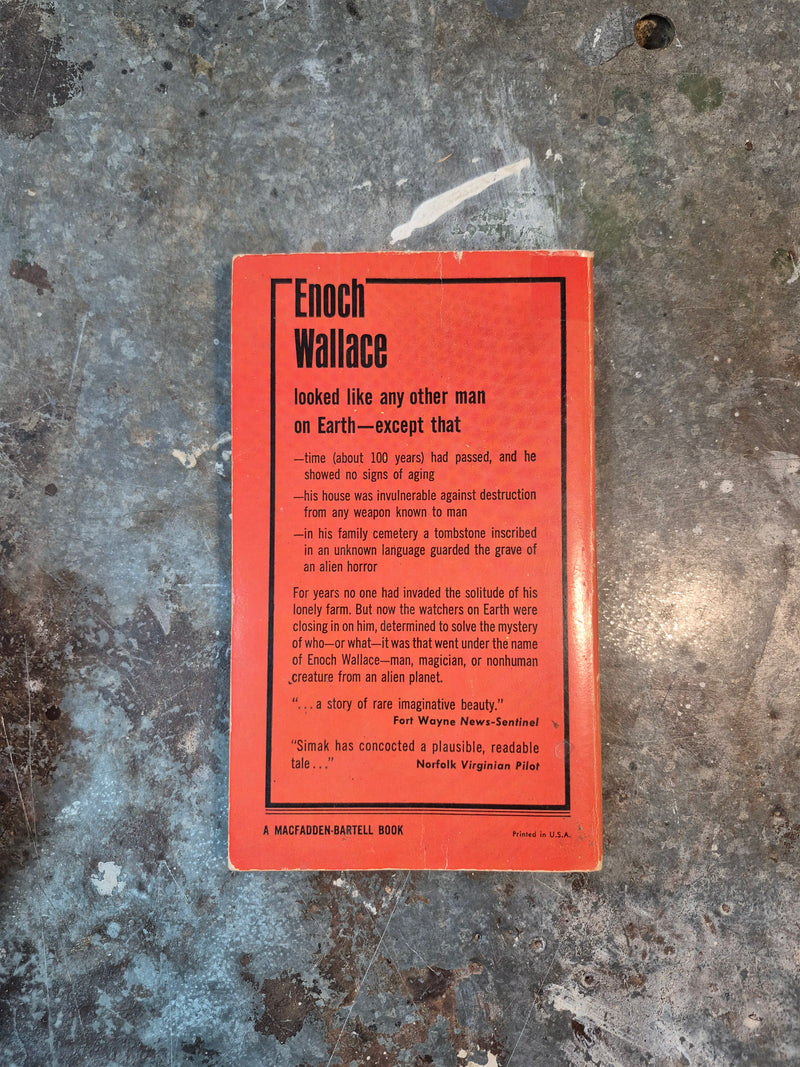 Enoch
Wallace
looked like any other man
on Earth—except that
—time (about 100 years) had passed, and he
showed no signs of aging
—his house was invulnerable against destruction
from any weapon known to man
—in his family cemetery a tombstone inscribed
in an unknown language guarded the grave of
an alien horror
For years no one had invaded the solitude of his
lonely farm. But now the watchers on Earth were
closing in on him, determined to solve the mystery
of who—or what—it was that went under the name
of Enoch Wallace—man, magician, or nonhuman
creature from an alien planet.
“...a story of rare imaginative beauty.”
Fort Wayne News-Sentinel
“Simak has concocted a plausible, readable
tale...” Norfolk Virginian Pilot
A MACFADDEN-BARTELL BOOK Printed in U.S.A.